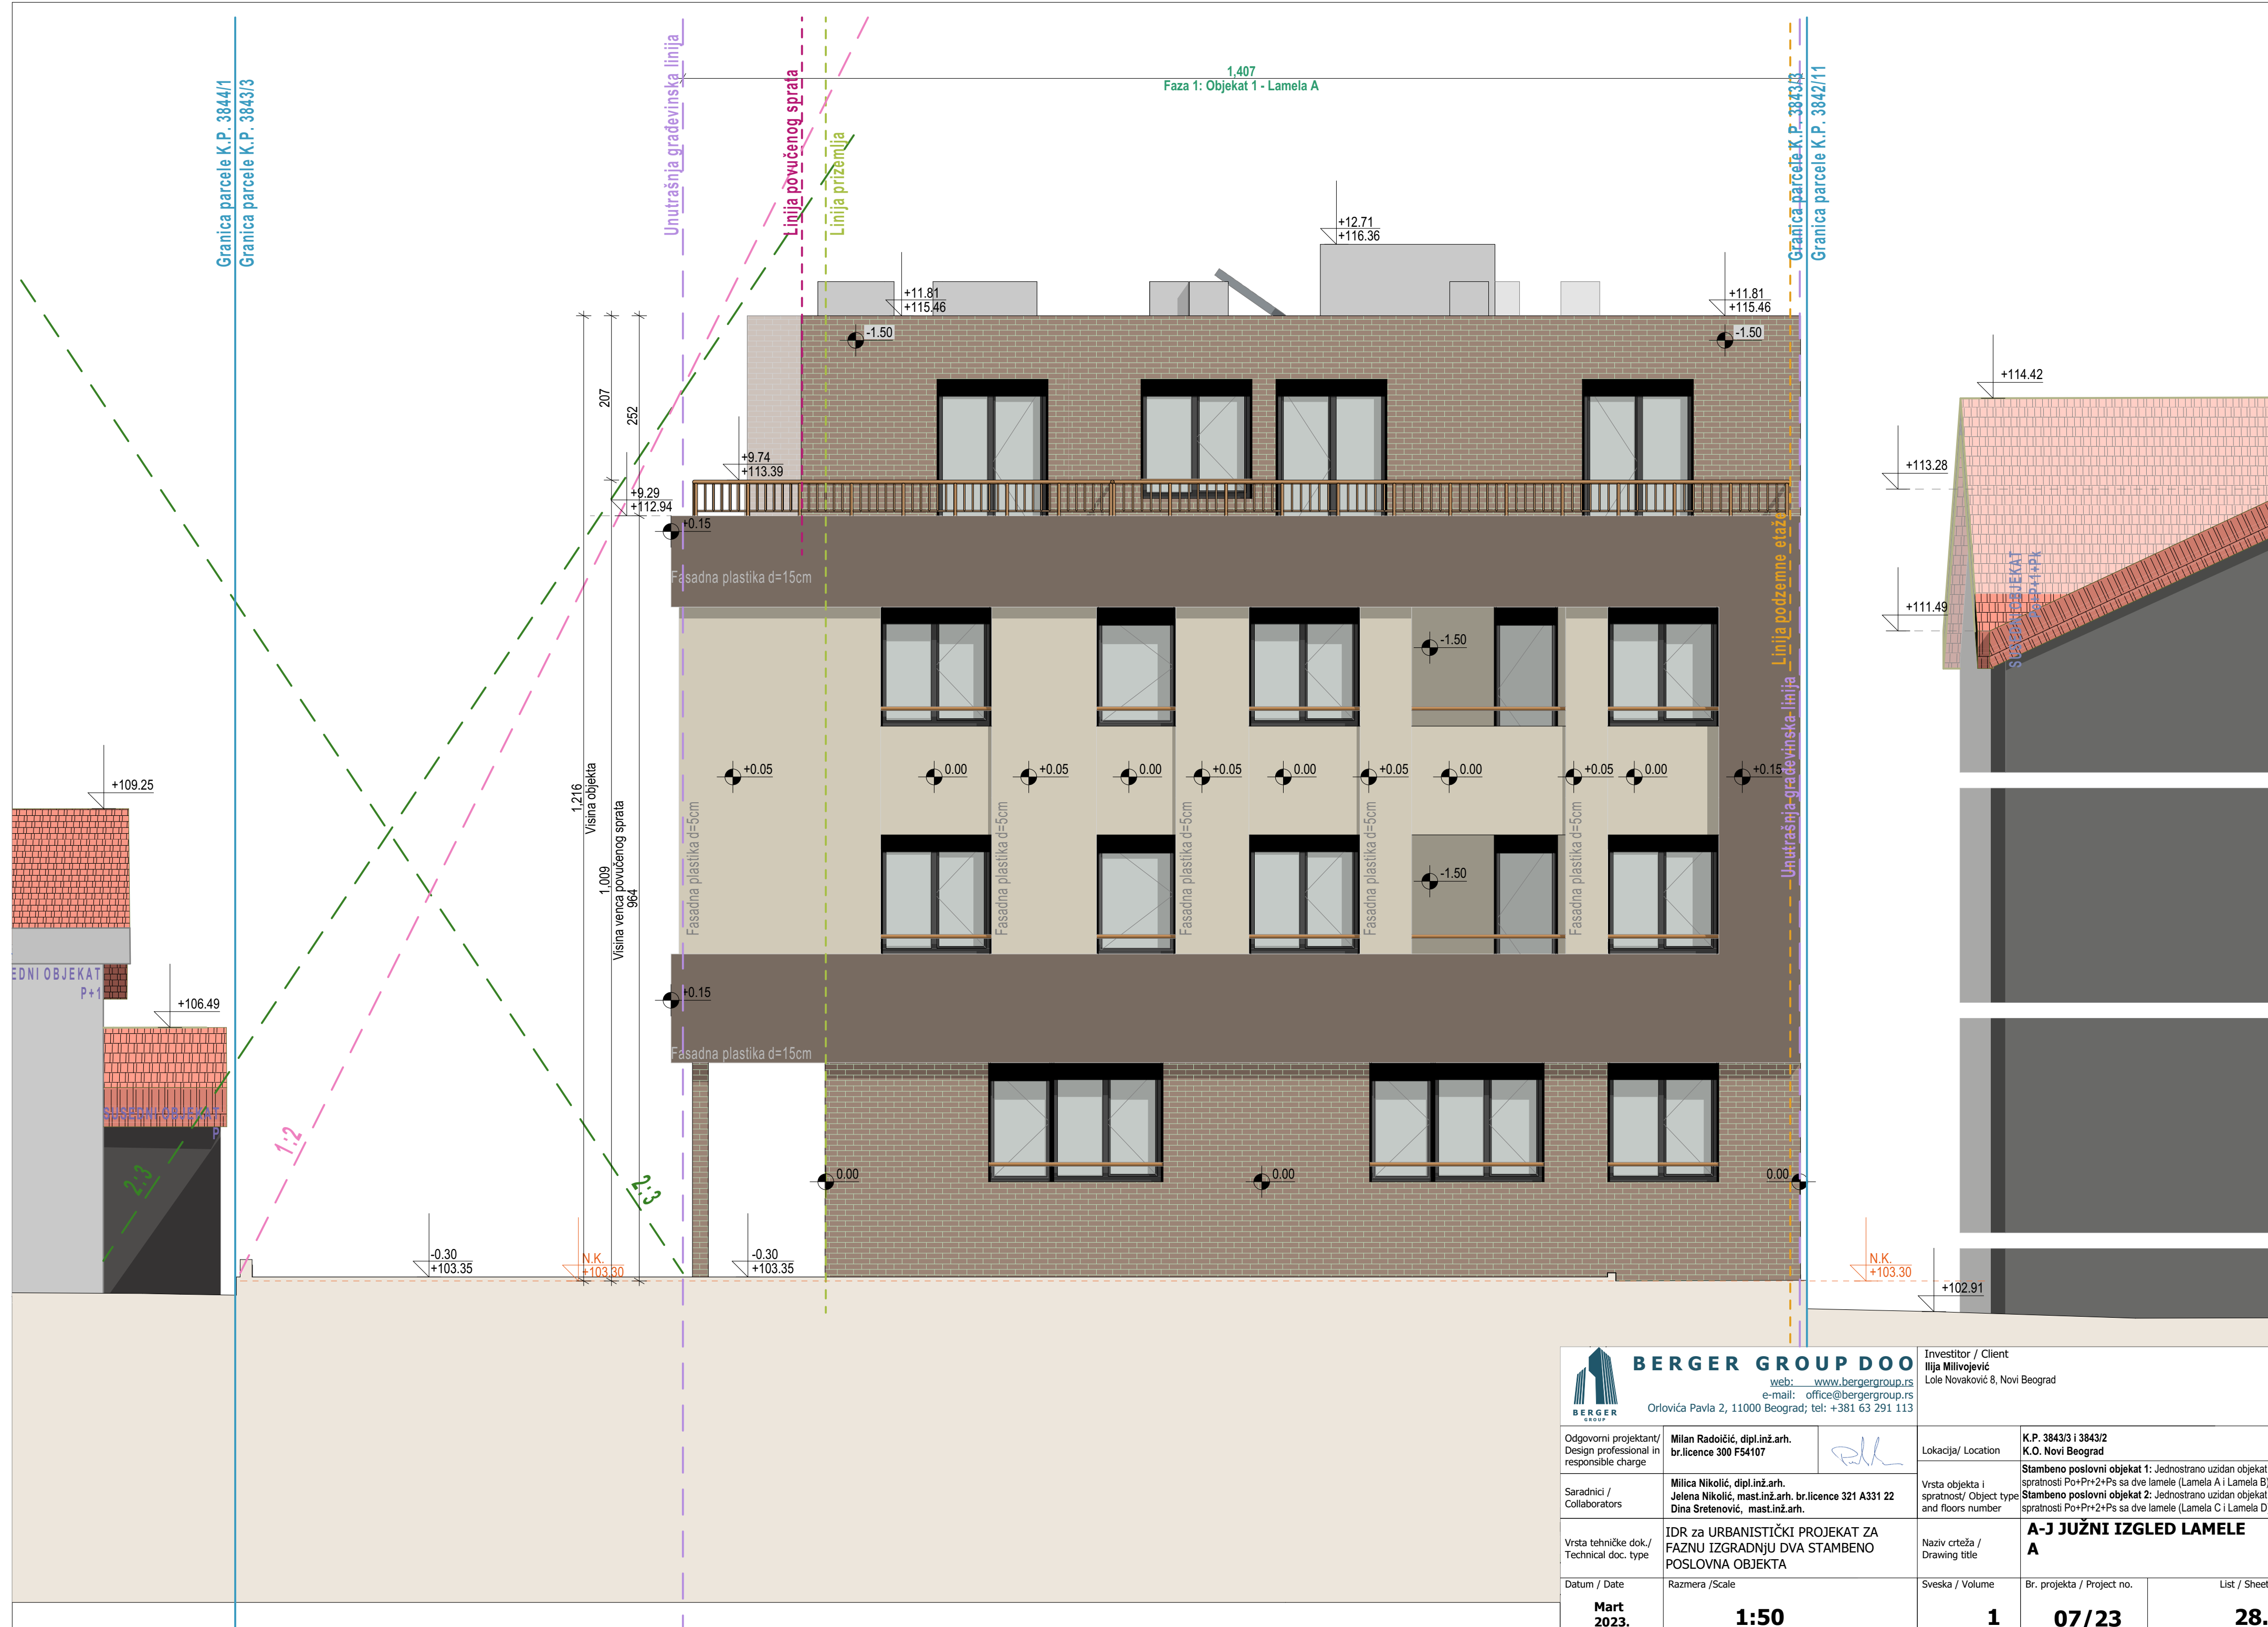 Granica parcele K.P. 3844/1
Granica parcele K.P. 3843/3
Unutrašnja građevinska linija
Linija povučenog sprata
Linija prizemlja
1,407
Faza 1: Objekat 1 - Lamela A
Granica parcele K.P. 3843/3
Granica parcele K.P. 3842/11
+12.71
+116.36
+11.81
+115.46
+11.81
+115.46
-1.50
-1.50
207
252
+9.74
+113.39
+9.29
+112.94
+0.15
Fasadna plastika d=15cm
+114.42
+113.28
+111.49
SUSEDNI OBJEKAT
Po+P+1+Pk
Linija podzemne etaže
Unutrašnja građevinska linija
-1.50
+0.05
0.00
+0.05
0.00
+0.05
0.00
+0.05
0.00
+0.05
0.00
+0.15
1,216
Visina objekta
1,009
Visina venca povučenog sprata
964
Fasadna plastika d=5cm
Fasadna plastika d=5cm
Fasadna plastika d=5cm
Fasadna plastika d=5cm
Fasadna plastika d=5cm
-1.50
+109.25
EDNI OBJEKAT
P+1
+106.49
SUSEDNI OBJEKAT
P
+0.15
Fasadna plastika d=15cm
2:3
1:2
2:3
0.00
0.00
0.00
-0.30
+103.35
N.K.
+103.30
-0.30
+103.35
N.K.
+103.30
+102.91
BERGER
GROUP
BERGER GROUP DOO
web: www.bergergroup.rs
e-mail: office@bergergroup.rs
Orlovića Pavla 2, 11000 Beograd; tel: +381 63 291 113
Investitor / Client
Ilija Milivojević
Lole Novaković 8, Novi Beograd
Odgovorni projektant/
Design professional in
responsible charge
Milan Radoičić, dipl.inž.arh.
br.licence 300 F54107
Lokacija/ Location
K.P. 3843/3 i 3843/2
K.O. Novi Beograd
Saradnici /
Collaborators
Milica Nikolić, dipl.inž.arh.
Jelena Nikolić, mast.inž.arh. br.licence 321 A331 22
Dina Sretenović, mast.inž.arh.
Vrsta objekta i
spratnost/ Object type
and floors number
Stambeno poslovni objekat 1: Jednostrano uzidan objekat
spratnosti Po+Pr+2+Ps sa dve lamele (Lamela A i Lamela B)
Stambeno poslovni objekat 2: Jednostrano uzidan objekat
spratnosti Po+Pr+2+Ps sa dve lamele (Lamela C i Lamela D
Vrsta tehničke dok./
Technical doc. type
IDR za URBANISTIČKI PROJEKAT ZA
FAZNU IZGRADNjU DVA STAMBENO
POSLOVNA OBJEKTA
Naziv crteža /
Drawing title
A-J JUŽNI IZGLED LAMELE
A
Datum / Date
Mart
2023.
Razmera /Scale
1:50
Sveska / Volume
1
Br. projekta / Project no.
07/23
List / Sheet
28.